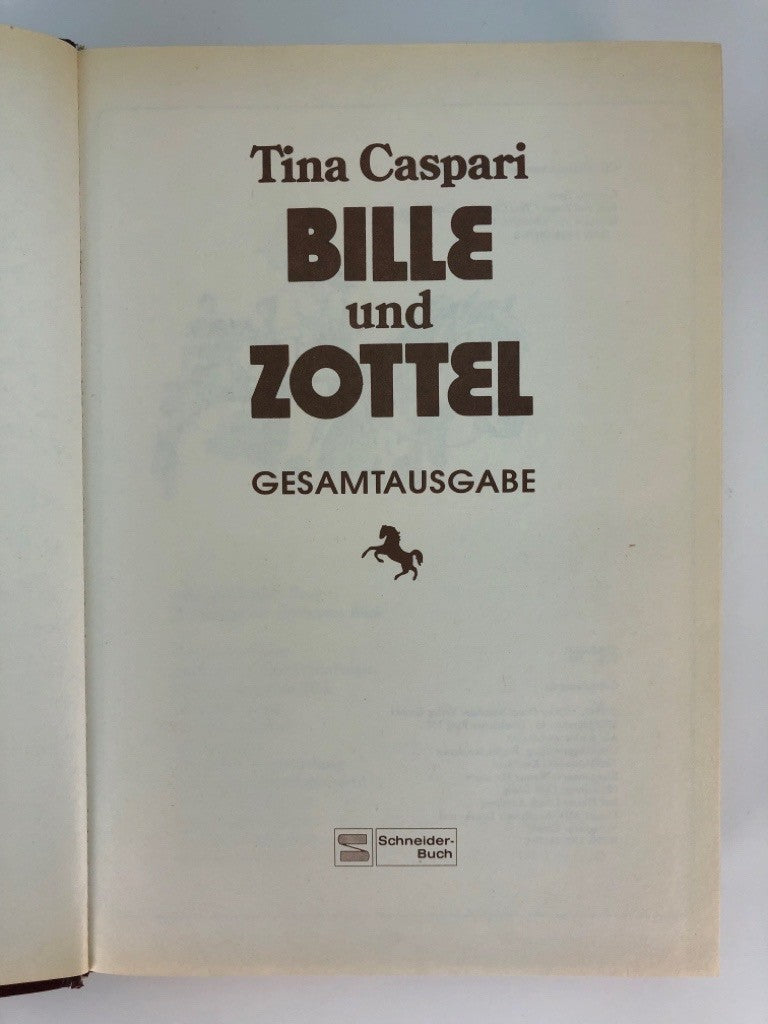 Tina Caspari
BILLE
und
ZOTTEL
GESAMTAUSGABE
Schneider-
Buch